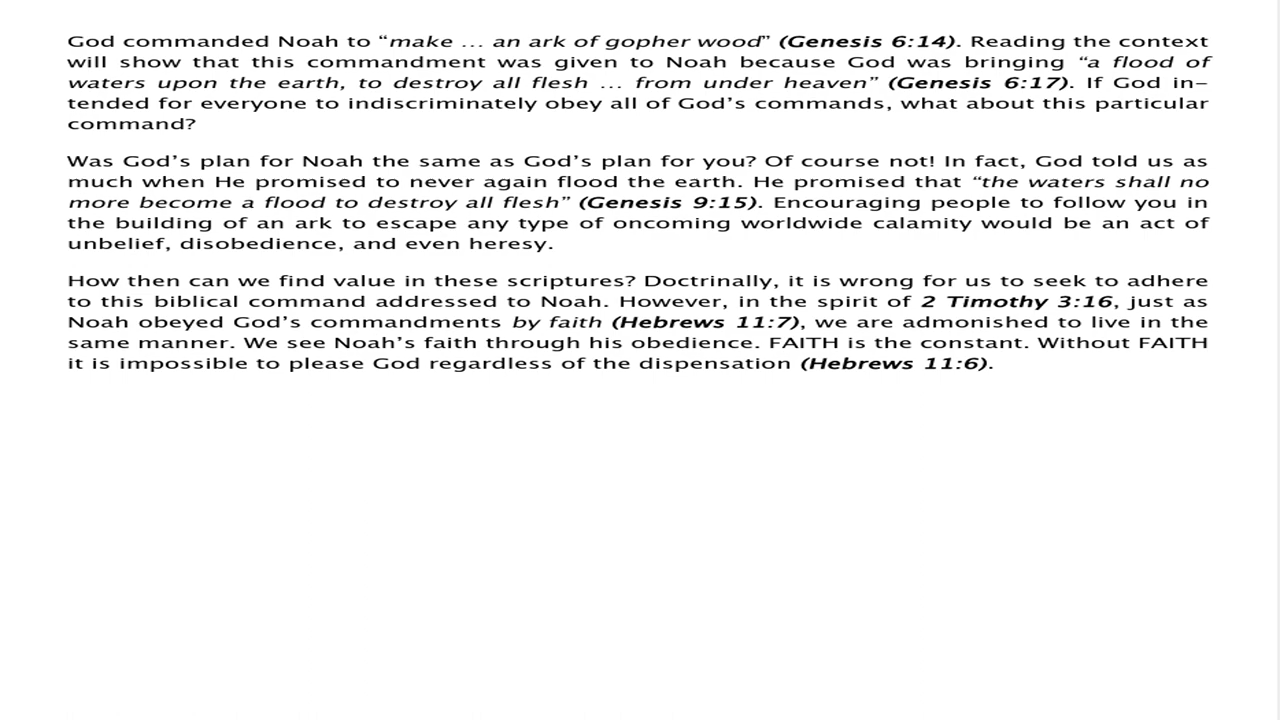 God commanded Noah to “make … an ark of gopher wood” (Genesis 6:14). Reading the context
will show that this commandment was given to Noah because God was bringing “a flood of
waters upon the earth, to destroy all flesh … from under heaven” (Genesis 6:17). If God in-
tended for everyone to indiscriminately obey all of God’s commands, what about this particular
command?
Was God’s plan for Noah the same as God’s plan for you? Of course not! In fact, God told us as
much when He promised to never again flood the earth. He promised that “the waters shall no
more become a flood to destroy all flesh” (Genesis 9:15). Encouraging people to follow you in
the building of an ark to escape any type of oncoming worldwide calamity would be an act of
unbelief, disobedience, and even heresy.
How then can we find value in these scriptures? Doctrinally, it is wrong for us to seek to adhere
to this biblical command addressed to Noah. However, in the spirit of 2 Timothy 3:16, just as
Noah obeyed God’s commandments by faith (Hebrews 11:7), we are admonished to live in the
same manner. We see Noah’s faith through his obedience. FAITH is the constant. Without FAITH
it is impossible to please God regardless of the dispensation (Hebrews 11:6).